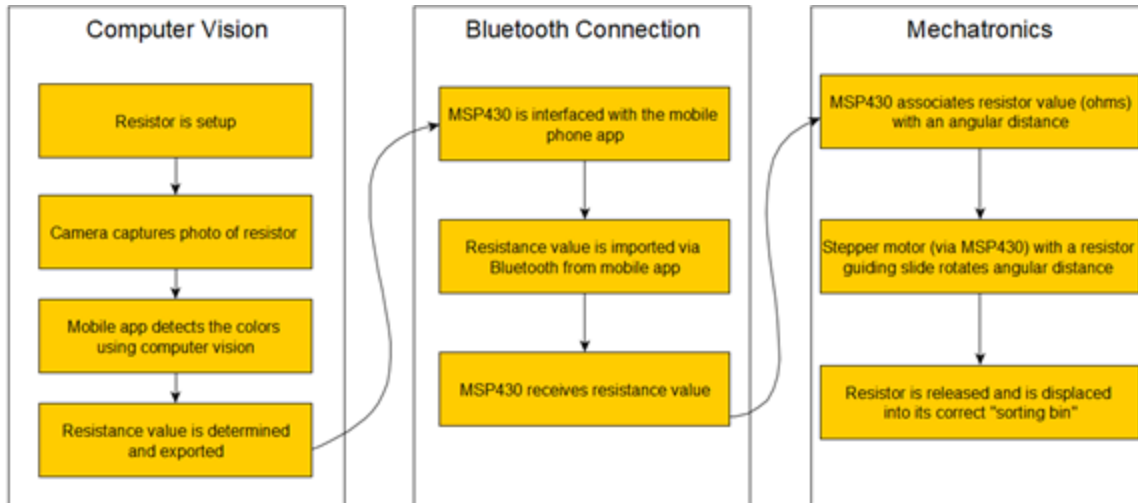 Computer Vision
Resistor is setup
Camera captures photo of resistor
Mobile app detects the colors
using computer vision
Resistance value is determined
and exported
Bluetooth Connection
MSP430 is interfaced with the mobile
phone app
Resistance value is imported via
Bluetooth from mobile app
MSP430 receives resistance value
Mechatronics
MSP430 associates resistor value (ohms)
with an angular distance
Stepper motor (via MSP430) with a resistor
guiding slide rotates angular distance
Resistor is released and is displaced
into its correct "sorting bin"